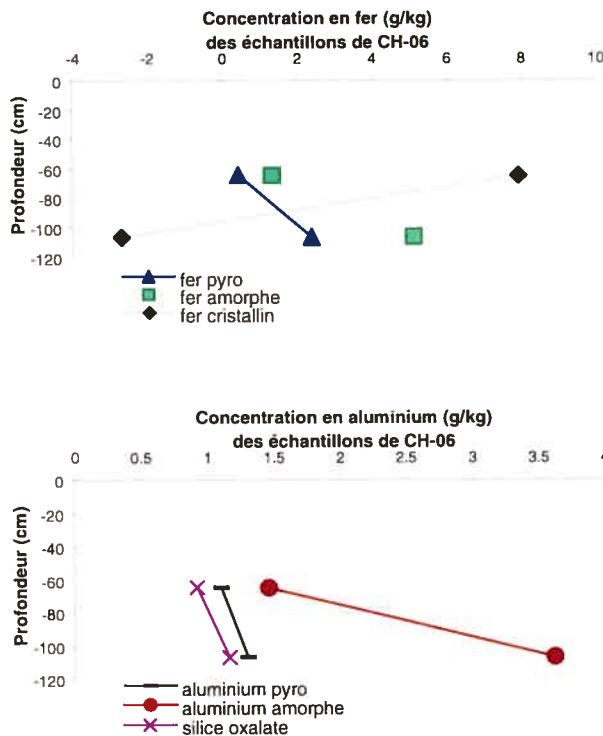 Concentration en fer (g/kg)
des échantillons de CH-06
-4 -2 0 2 4 6 8 10
Profondeur (cm)
0
-20
-40
-60
-80
-100
-120
fer pyro
fer amorphe
fer cristallin
Concentration en aluminium (g/kg)
des échantillons de CH-06
0 0.5 1 1.5 2 2.5 3 3.5 4
Profondeur (cm)
0
-20
-40
-60
-80
-100
-120
aluminium pyro
aluminium amorphe
silice oxalate